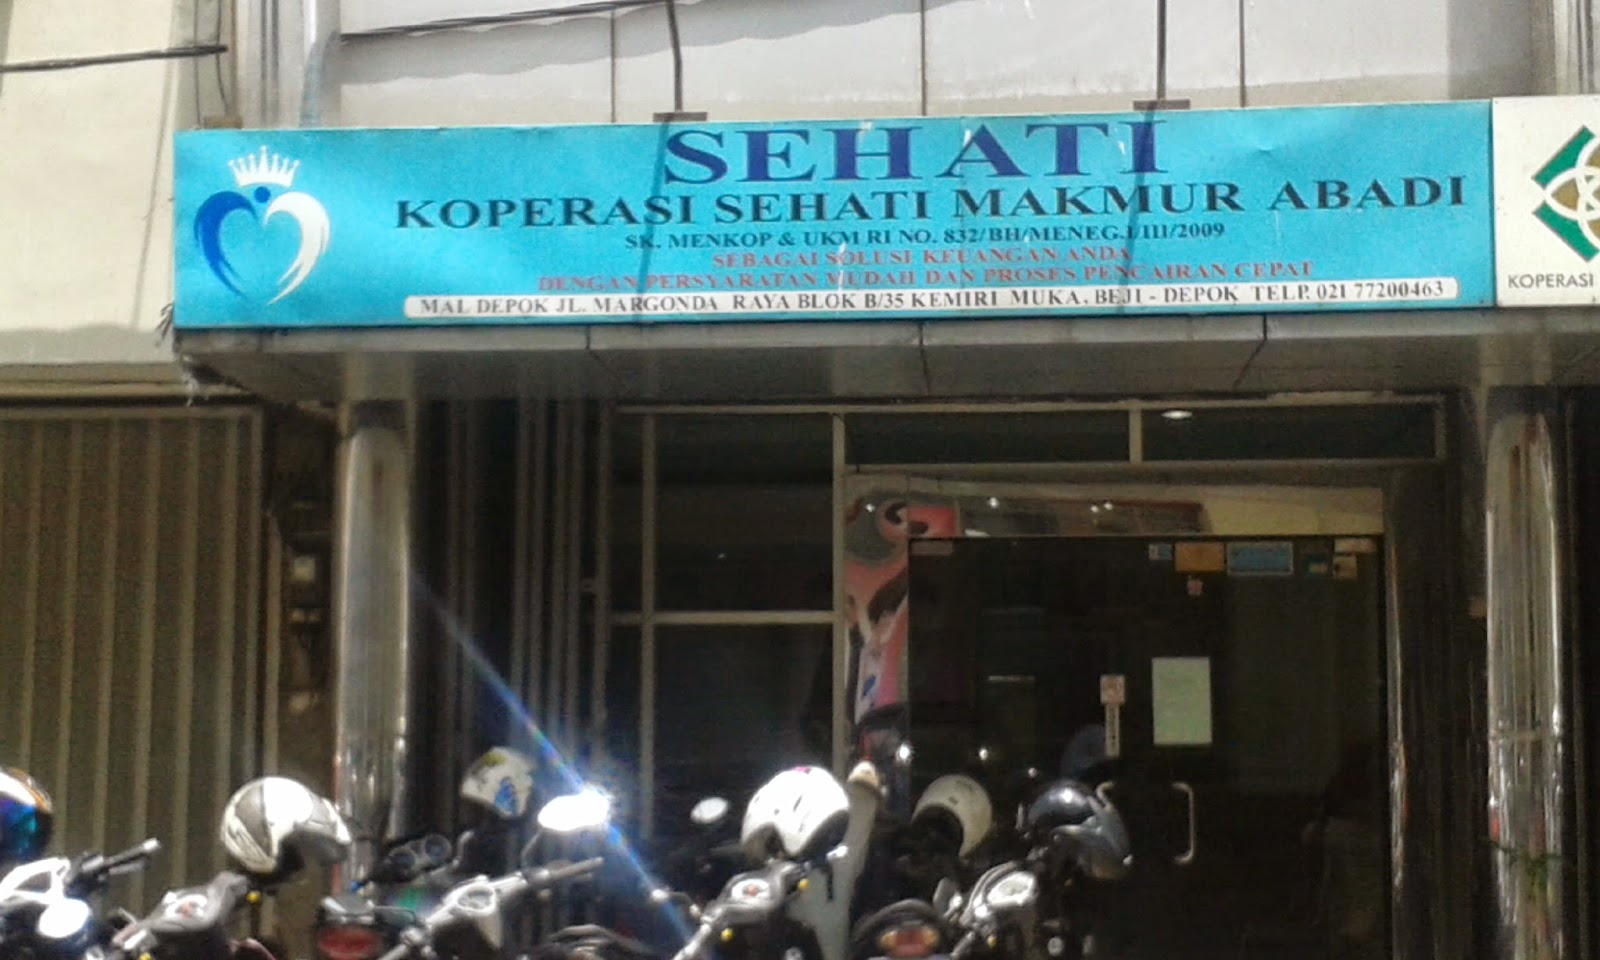 SEHATI
KOPERASI SEHATI MAKMUR ABADI
SK. MENKOP & UKM RI NO. 832/BH/MENEG.1/III/2009
SEBAGAI SOLUSI KEUANGAN ANDA
DENGAN PERSYARATAN MUDAH DAN PROSES PENCAIRAN CEPAT
MAL DEPOK JL. MARGONDA RAYA BLOK B/35 KEMIRI MUKA, BEJI - DEPOK TELP. 021 77200463
KOPERASI